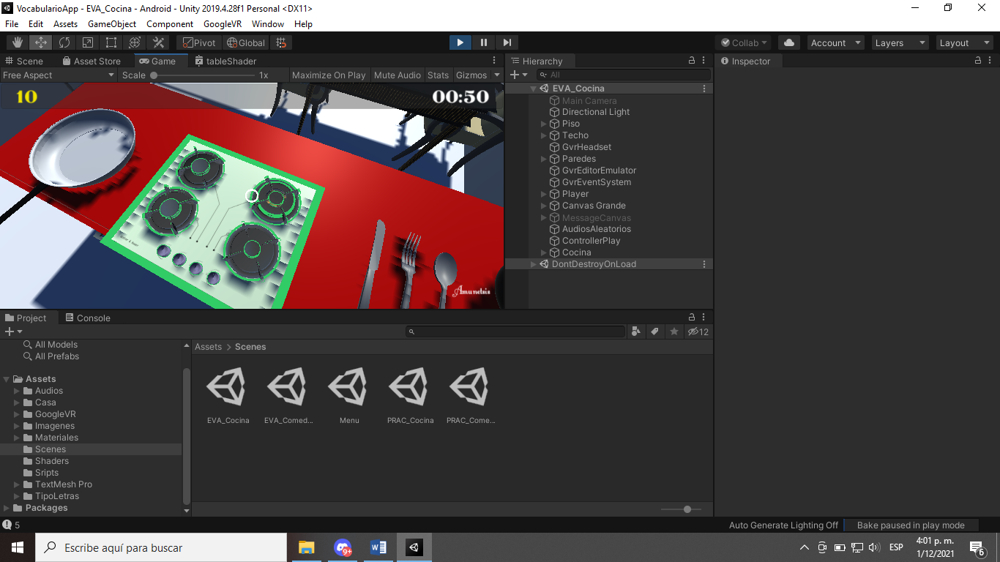 VocabularioApp - EVA_Cocina - Android - Unity 2019.4.28f1 Personal <DX11>
File Edit Assets GameObject Component GoogleVR Window Help
Pivot Global Collab Account Layers Layout
Scene Asset Store Game tableShader
Free Aspect Scale 1x Maximize On Play Mute Audio Stats Gizmos
10 00:50
Amunetsis
Hierarchy
All
EVA_Cocina
Main Camera
Directional Light
Piso
Techo
GvrHeadset
Paredes
GvrEditorEmulator
GvrEventSystem
Player
Canvas Grande
MessageCanvas
AudiosAleatorios
ControllerPlay
Cocina
DontDestroyOnLoad
Inspector
Project Console
12
All Models
All Prefabs
Assets
Audios
Casa
GoogleVR
Imagenes
Materiales
Scenes
Shaders
Sripts
TextMesh Pro
TipoLetras
Packages
Assets > Scenes
EVA_Cocina EVA_Comed... Menu PRAC_Cocina PRAC_Come...
5 Auto Generate Lighting Off Bake paused in play mode
Escribe aquí para buscar
9+
ESP
4:01 p. m.
1/12/2021
6